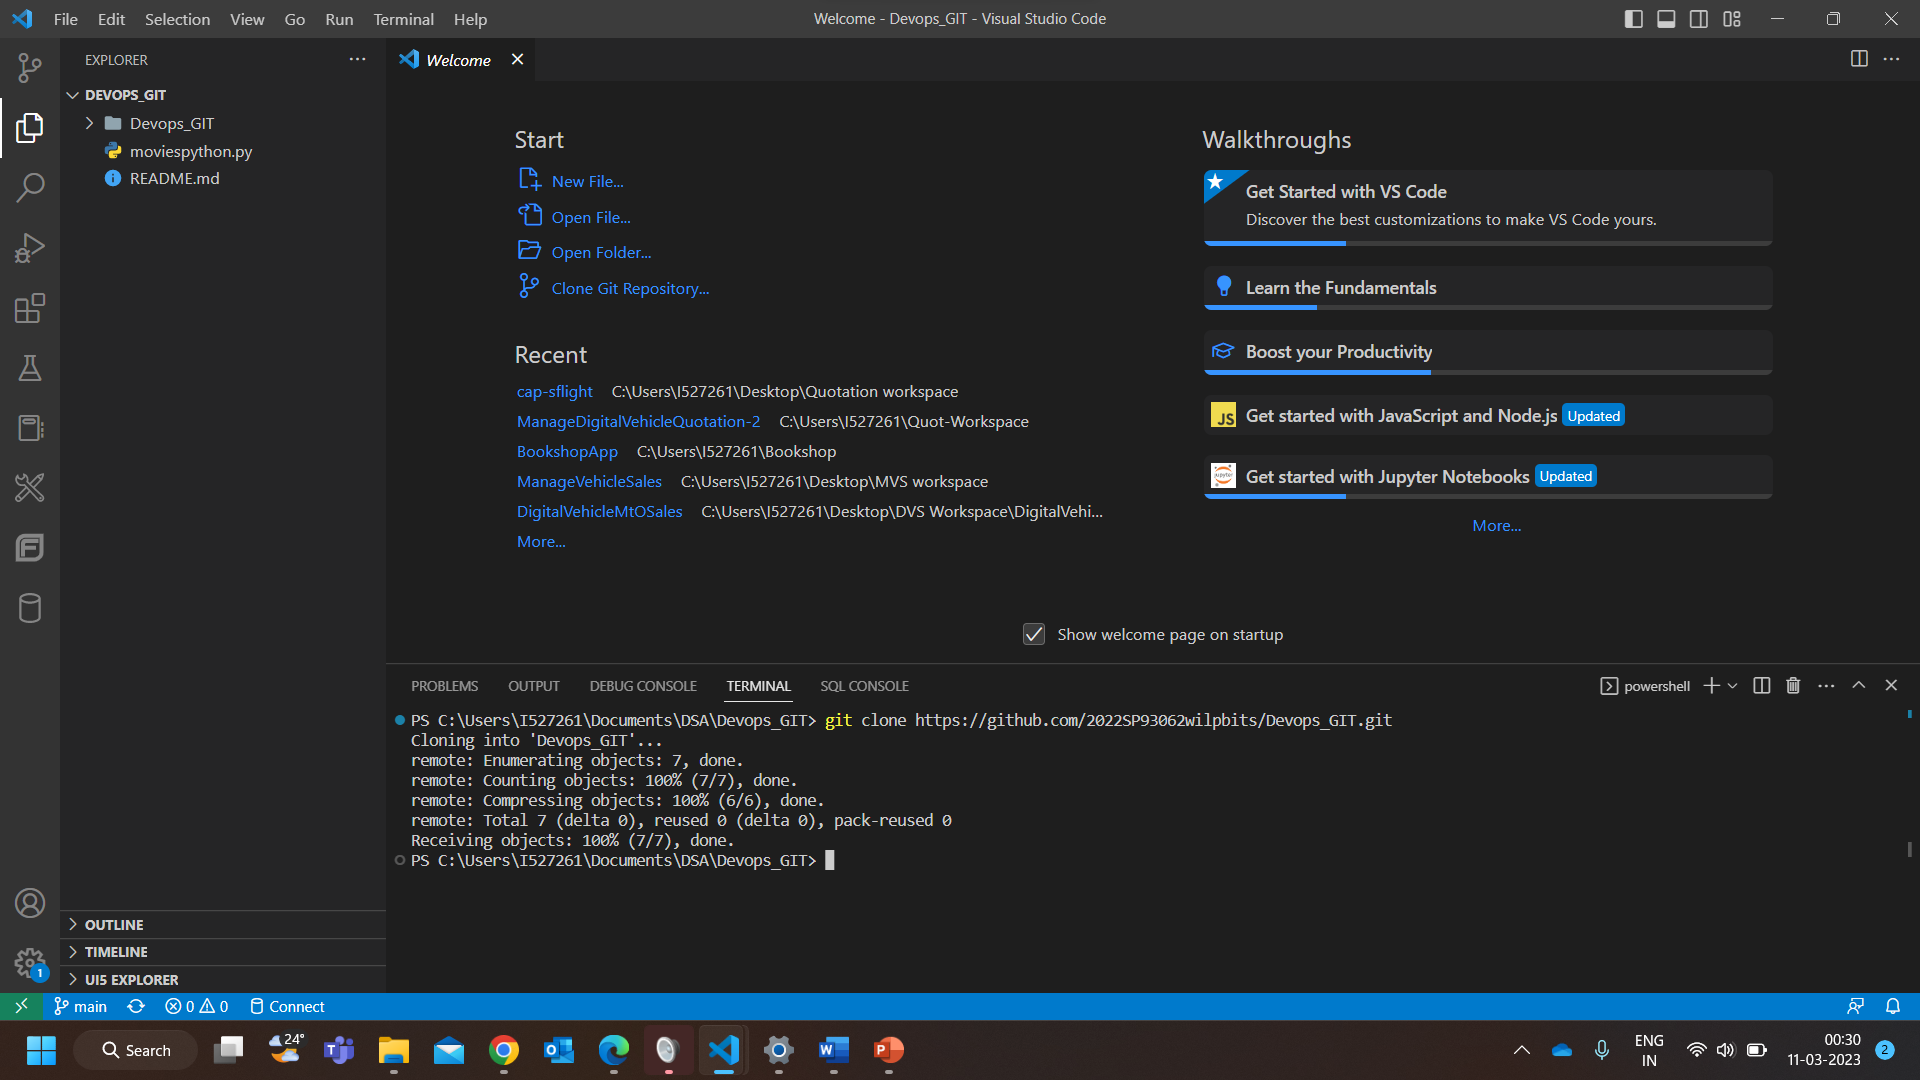 File Edit Selection View Go Run Terminal Help
Welcome - Devops_GIT - Visual Studio Code
EXPLORER
DEVOPS_GIT
Devops_GIT
moviespython.py
README.md
OUTLINE
TIMELINE
UI5 EXPLORER
Welcome
Start
New File...
Open File...
Open Folder...
Clone Git Repository...
Recent
cap-sflight C:\Users\I527261\Desktop\Quotation workspace
ManageDigitalVehicleQuotation-2 C:\Users\I527261\Quot-Workspace
BookshopApp C:\Users\I527261\Bookshop
ManageVehicleSales C:\Users\I527261\Desktop\MVS workspace
DigitalVehicleMtOSales C:\Users\I527261\Desktop\DVS Workspace\DigitalVehi...
More...
Walkthroughs
Get Started with VS Code
Discover the best customizations to make VS Code yours.
Learn the Fundamentals
Boost your Productivity
JS Get started with JavaScript and Node.js Updated
Get started with Jupyter Notebooks Updated
More...
Show welcome page on startup
PROBLEMS OUTPUT DEBUG CONSOLE TERMINAL SQL CONSOLE
powershell
PS C:\Users\I527261\Documents\DSA\Devops_GIT> git clone https://github.com/2022SP93062wilpbits/Devops_GIT.git
Cloning into 'Devops_GIT'...
remote: Enumerating objects: 7, done.
remote: Counting objects: 100% (7/7), done.
remote: Compressing objects: 100% (6/6), done.
remote: Total 7 (delta 0), reused 0 (delta 0), pack-reused 0
Receiving objects: 100% (7/7), done.
PS C:\Users\I527261\Documents\DSA\Devops_GIT>
1
main 0 0 Connect
Search
24°
ENG
IN
00:30
11-03-2023
2